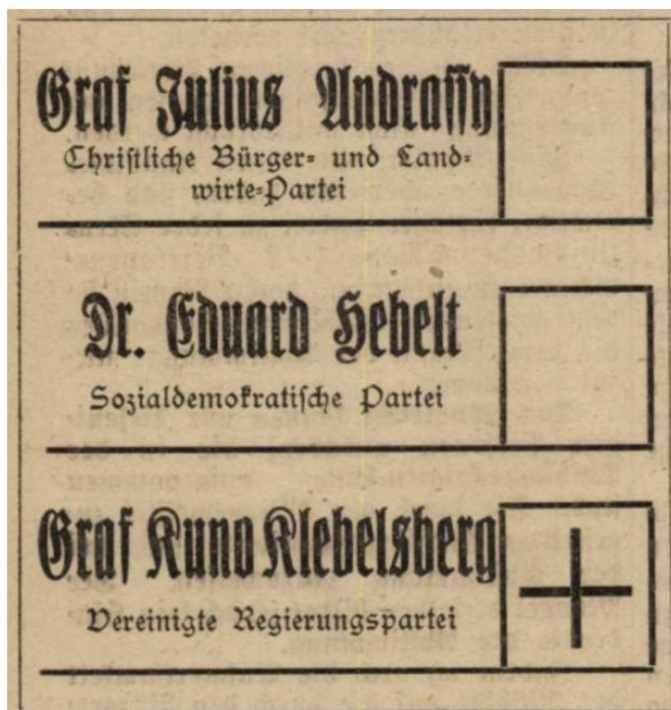 Graf Julius Andrassy
Christliche Bürger- und Land-
wirte-Partei
Dr. Eduard Hebelt
Sozialdemokratische Partei
Graf Kuno Klebelsberg
Vereinigte Regierungspartei